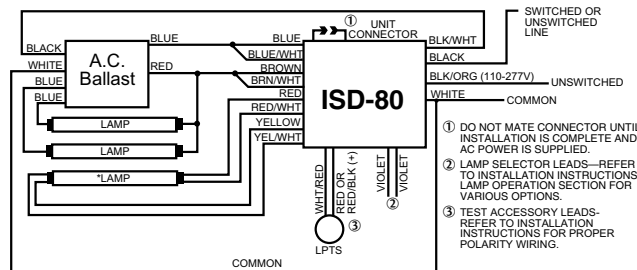 ① UNIT
CONNECTOR
SWITCHED OR
UNSWITCHED
LINE
BLACK
BLUE
BLUE
BLK/WHT
WHITE
A.C.
Ballast
BLUE/WHT
BLACK
BLUE
RED
BROWN
BLK/ORG (110-277V)
UNSWITCHED
BRN/WHT
BLUE
RED
ISD-80
WHITE
COMMON
LAMP
RED/WHT
YELLOW
LAMP
YEL/WHT
*LAMP
WHT/RED
RED OR
RED/BLK (+)
VIOLET
VIOLET
②
③
LPTS
COMMON
① DO NOT MATE CONNECTOR UNTIL
INSTALLATION IS COMPLETE AND
AC POWER IS SUPPLIED.
② LAMP SELECTOR LEADS—REFER
TO INSTALLATION INSTRUCTIONS
LAMP OPERATION SECTION FOR
VARIOUS OPTIONS.
③ TEST ACCESSORY LEADS-
REFER TO INSTALLATION
INSTRUCTIONS FOR PROPER
POLARITY WIRING.